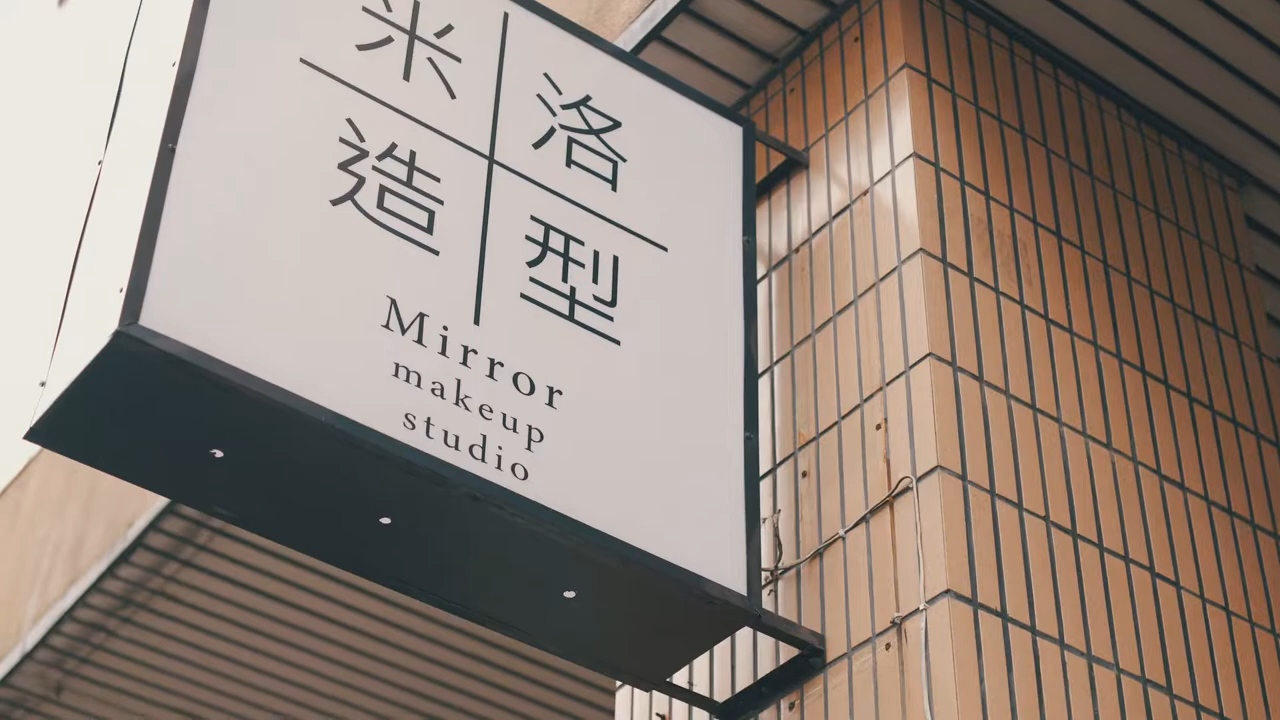 米洛
造型
Mirror
makeup
studio